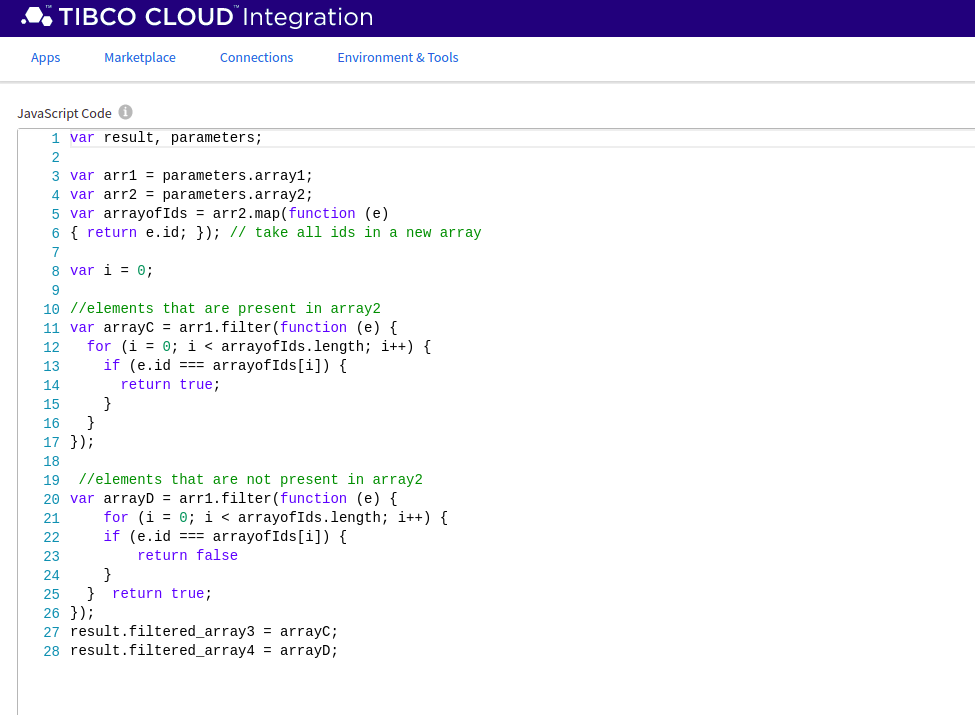 TIBCO CLOUD™ Integration
Apps Marketplace Connections Environment & Tools
JavaScript Code i
1 var result, parameters;
2
3 var arr1 = parameters.array1;
4 var arr2 = parameters.array2;
5 var arrayofIds = arr2.map(function (e)
6 { return e.id; }); // take all ids in a new array
7
8 var i = 0;
9
10 //elements that are present in array2
11 var arrayC = arr1.filter(function (e) {
12   for (i = 0; i < arrayofIds.length; i++) {
13     if (e.id === arrayofIds[i]) {
14       return true;
15     }
16   }
17 });
18
19  //elements that are not present in array2
20 var arrayD = arr1.filter(function (e) {
21     for (i = 0; i < arrayofIds.length; i++) {
22     if (e.id === arrayofIds[i]) {
23         return false
24     }
25   }  return true;
26 });
27 result.filtered_array3 = arrayC;
28 result.filtered_array4 = arrayD;